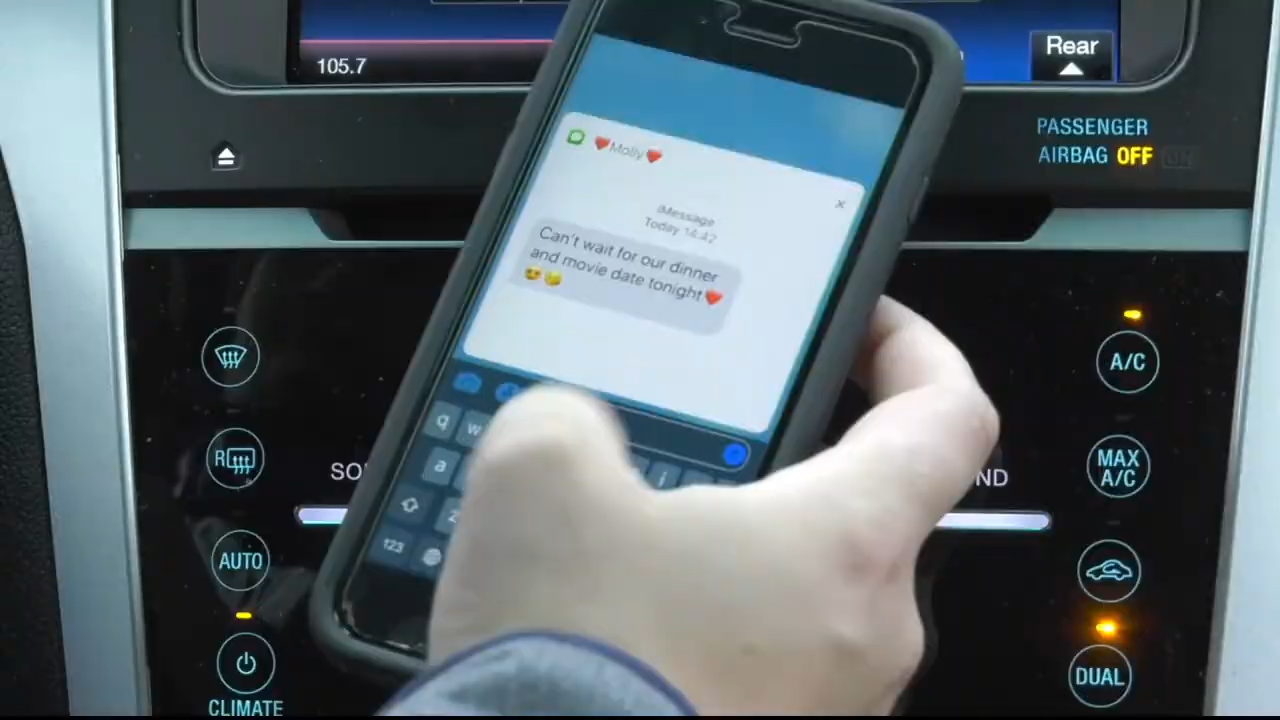 105.7
Rear
PASSENGER
AIRBAG OFF
❤️Molly❤️
iMessage
Today 14:42
Can't wait for our dinner
and movie date tonight❤️
😍😘
q w
a
i
123
A/C
R
MAX
A/C
AUTO
DUAL
CLIMATE